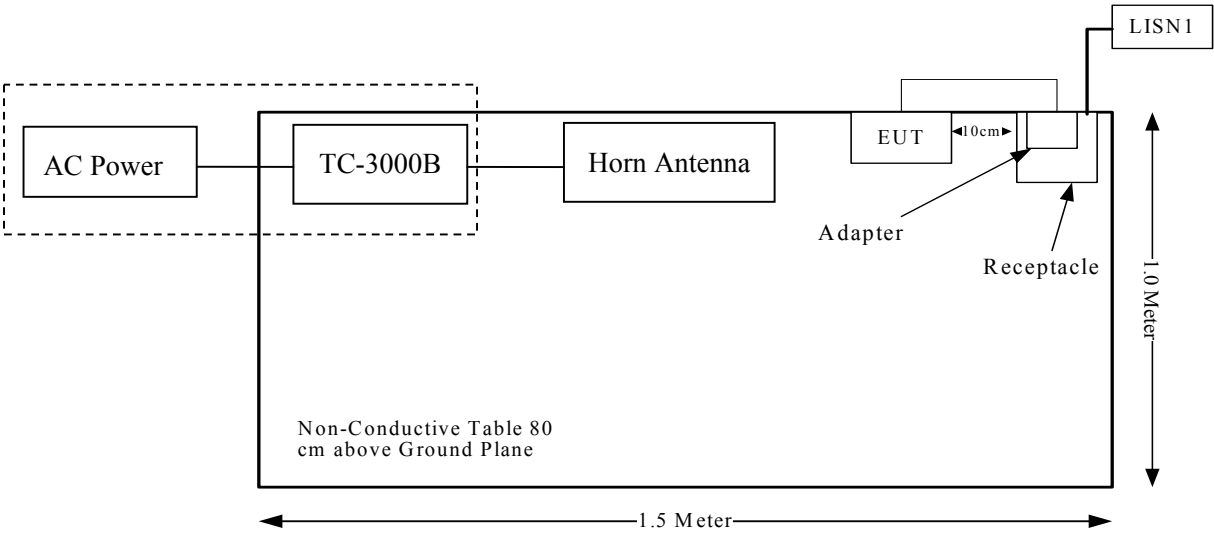 LISN1
AC Power
TC-3000B
Horn Antenna
EUT
10cm
Adapter
Receptacle
1.0 Meter
Non-Conductive Table 80
cm above Ground Plane
1.5 Meter